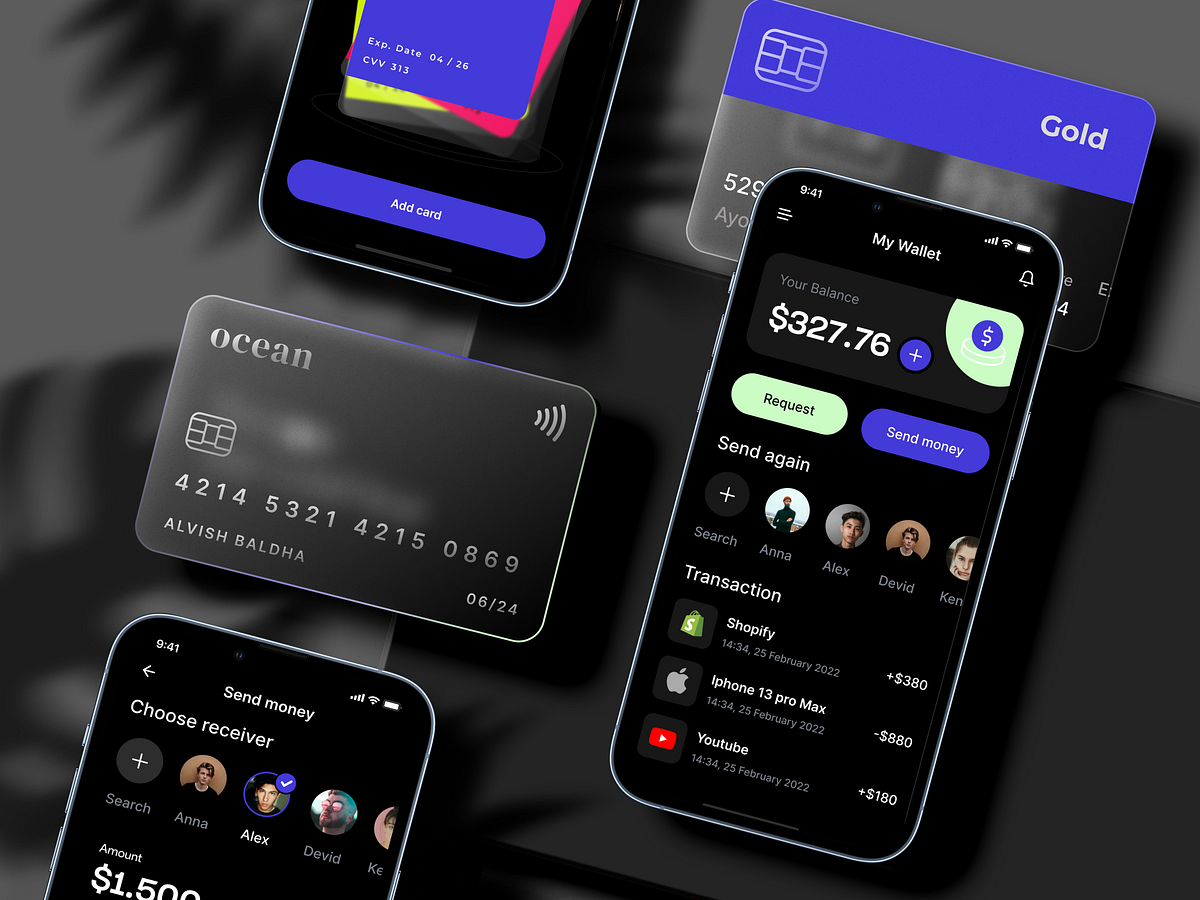 Exp. Date 04 / 26
CVV 313
Add card
Gold
529
Ayo
4
ocean
4214 5321 4215 0869
ALVISH BALDHA
06/24
9:41
My Wallet
Your Balance
$327.76
Request
Send money
Send again
Search
Anna
Alex
Devid
Ken
Transaction
Shopify
14:34, 25 February 2022
+$380
Iphone 13 pro Max
14:34, 25 February 2022
-$880
Youtube
14:34, 25 February 2022
+$180
9:41
Send money
Choose receiver
Search
Anna
Alex
Devid
Ke
Amount
$1.500